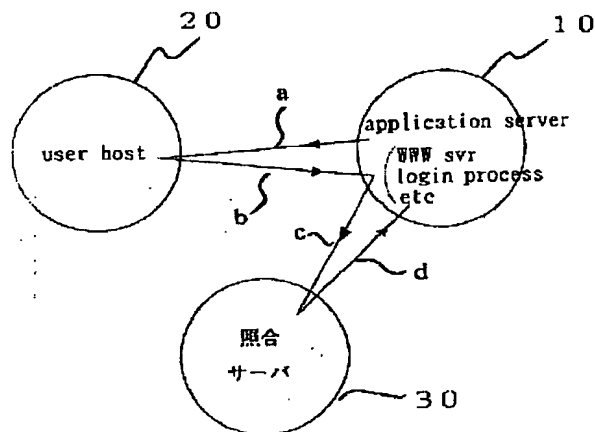 20
10
a
application server
user host
(WWW svr
login process
etc
b
c
d
照合
サーバ
30